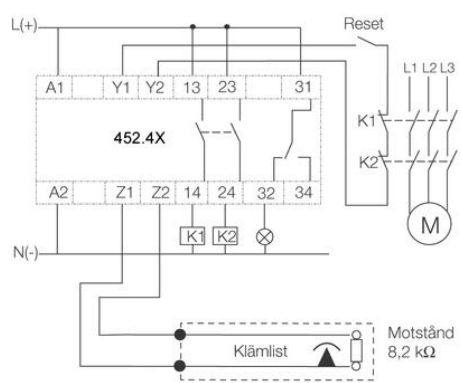 L(+)
Reset
A1 Y1 Y2 13 23 31
L1 L2 L3
K1
452.4X
K2
A2 Z1 Z2 14 24 32 34
K1 K2
M
N(-)
Klämlist
Motstånd
8,2 kΩ